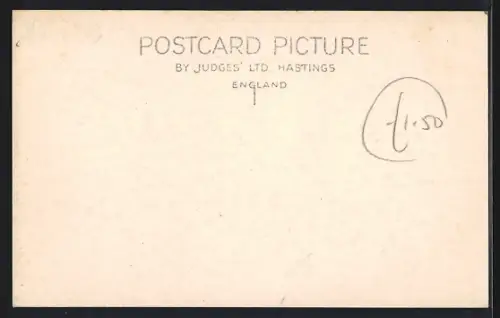 POSTCARD PICTURE
BY JUDGES' LTD. HASTINGS
ENGLAND
£1.50